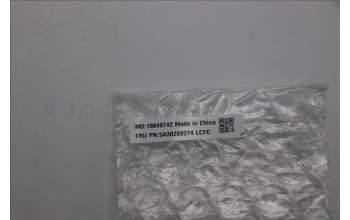 MO:19849742 Made in China
FRU PN:5A30Z89274 LCFC